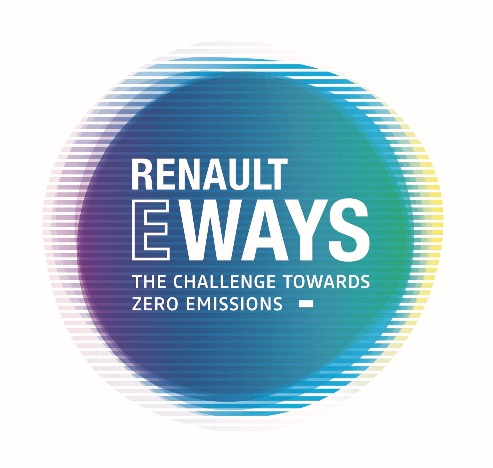 RENAULT
EWAYS
THE CHALLENGE TOWARDS
ZERO EMISSIONS